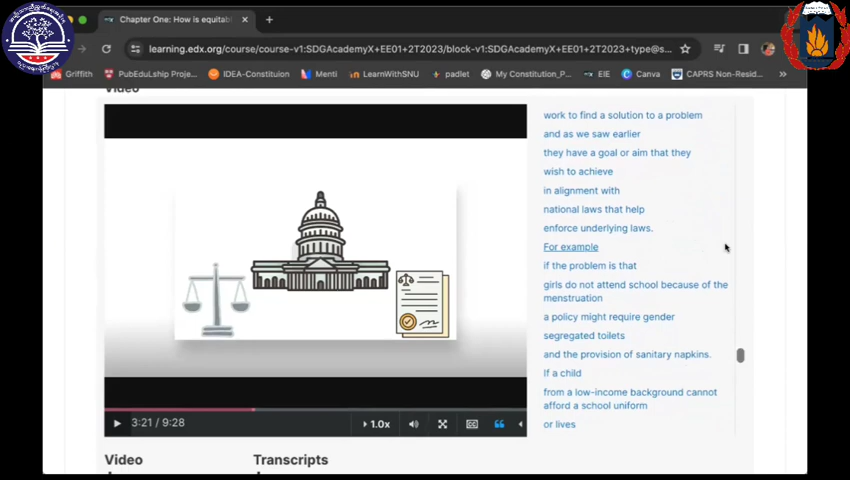 Chapter One: How is equitabl
learning.edx.org/course/course-v1:SDGAcademyX+EE01+2T2023/block-v1:SDGAcademyX+EE01+2T2023+type@s...
Griffith
PubEduLship Proje...
IDEA-Constituion
Menti
LearnWithSNU
padlet
My Constitution_P...
EIE
Canva
CAPRS Non-Resid...
Video
work to find a solution to a problem
and as we saw earlier
they have a goal or aim that they
wish to achieve
in alignment with
national laws that help
enforce underlying laws.
For example
if the problem is that
girls do not attend school because of the
menstruation
a policy might require gender
segregated toilets
and the provision of sanitary napkins.
If a child
from a low-income background cannot
afford a school uniform
or lives
3:21 / 9:28
1.0x
Video
Transcripts